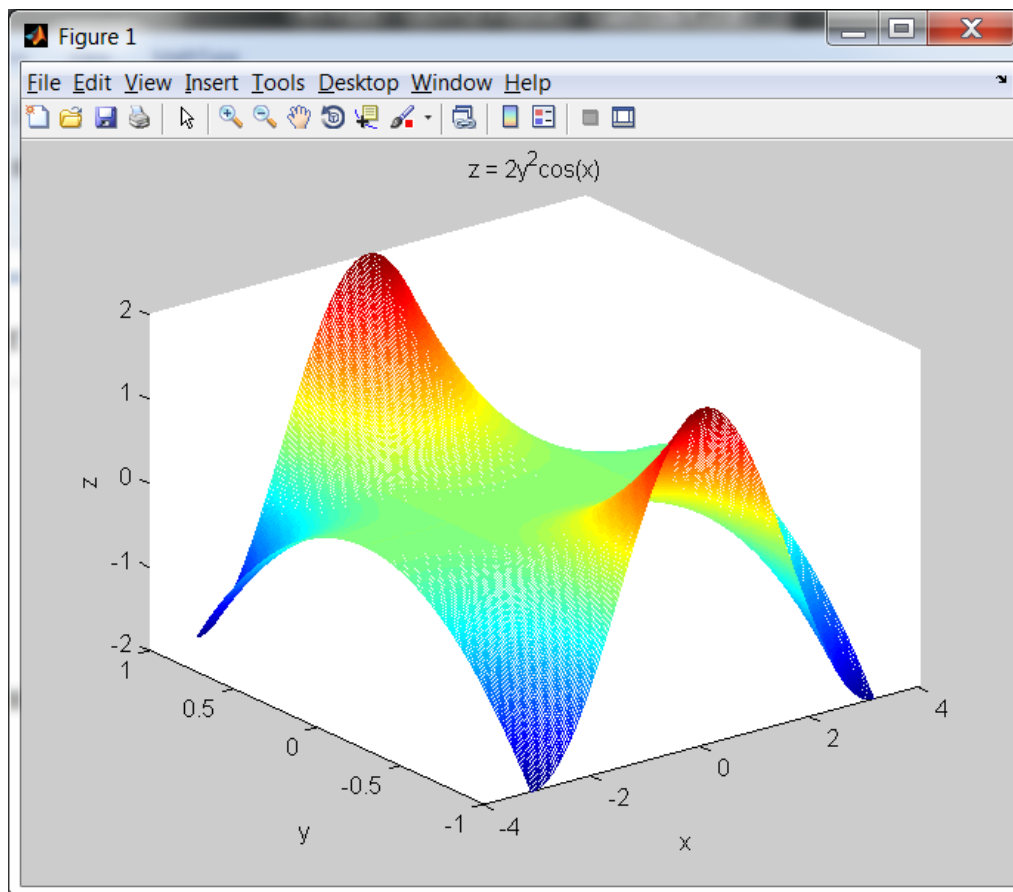 Figure 1
File Edit View Insert Tools Desktop Window Help
z = 2y²cos(x)
2
1
0
-1
-2
z
1
0.5
0
-0.5
-1
y
-4
-2
0
2
4
x